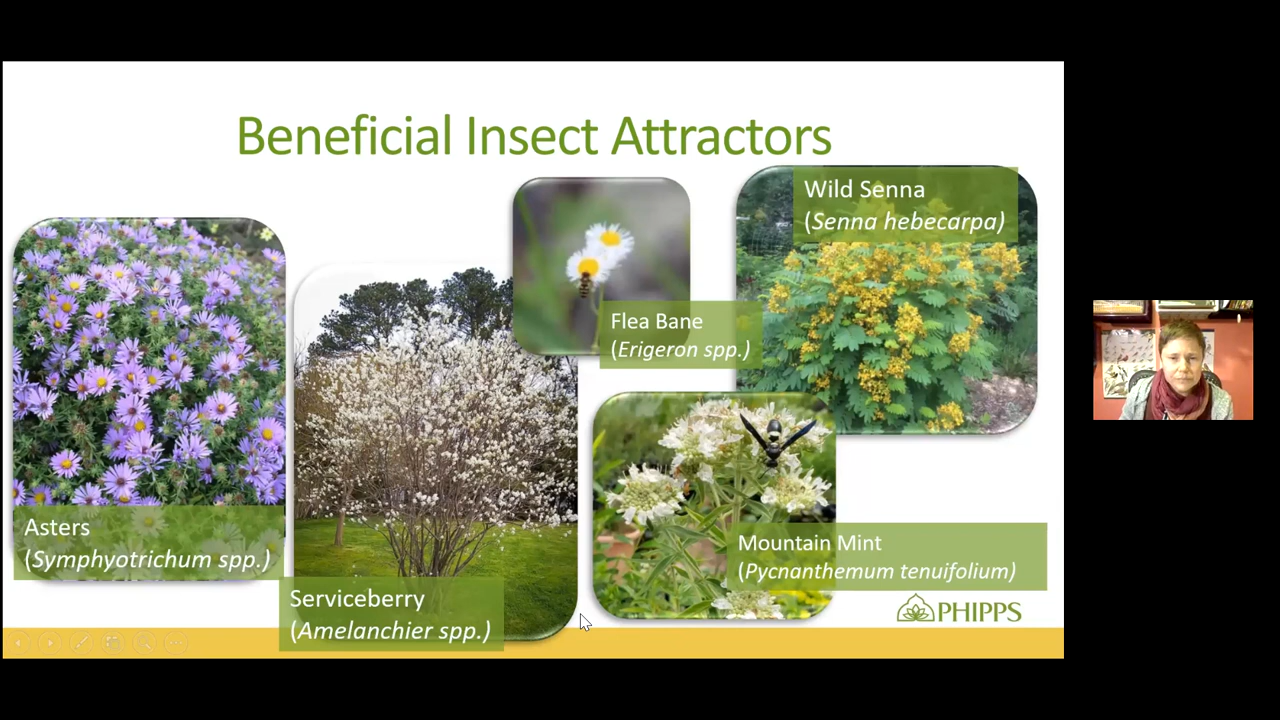 Beneficial Insect Attractors
Asters
(Symphyotrichum spp.)
Serviceberry
(Amelanchier spp.)
Flea Bane
(Erigeron spp.)
Wild Senna
(Senna hebecarpa)
Mountain Mint
(Pycnanthemum tenuifolium)
PHIPPS